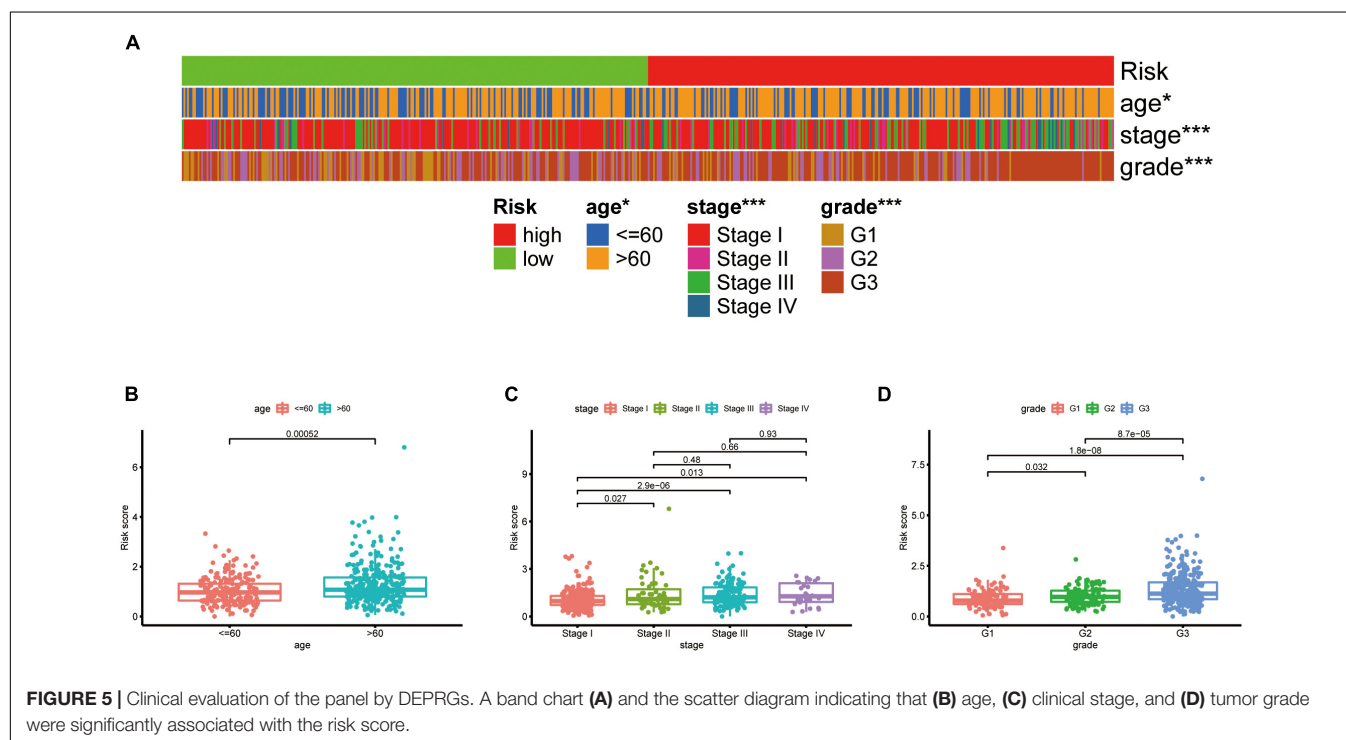 A
Risk
age*
stage***
grade***
Risk
high
low
age*
<=60
>60
stage***
Stage I
Stage II
Stage III
Stage IV
grade***
G1
G2
G3
B
age <=60 >60
0.00052
6
4
2
0
Risk score
<=60 >60
age
C
stage Stage I Stage II Stage III Stage IV
0.93
0.66
0.48
0.013
2.9e−06
0.027
9
6
3
0
Risk score
Stage I Stage II Stage III Stage IV
stage
D
grade G1 G2 G3
8.7e−05
1.8e−08
0.032
7.5
5.0
2.5
0.0
Risk score
G1 G2 G3
grade
FIGURE 5 | Clinical evaluation of the panel by DEPRGs. A band chart (A) and the scatter diagram indicating that (B) age, (C) clinical stage, and (D) tumor grade
were significantly associated with the risk score.